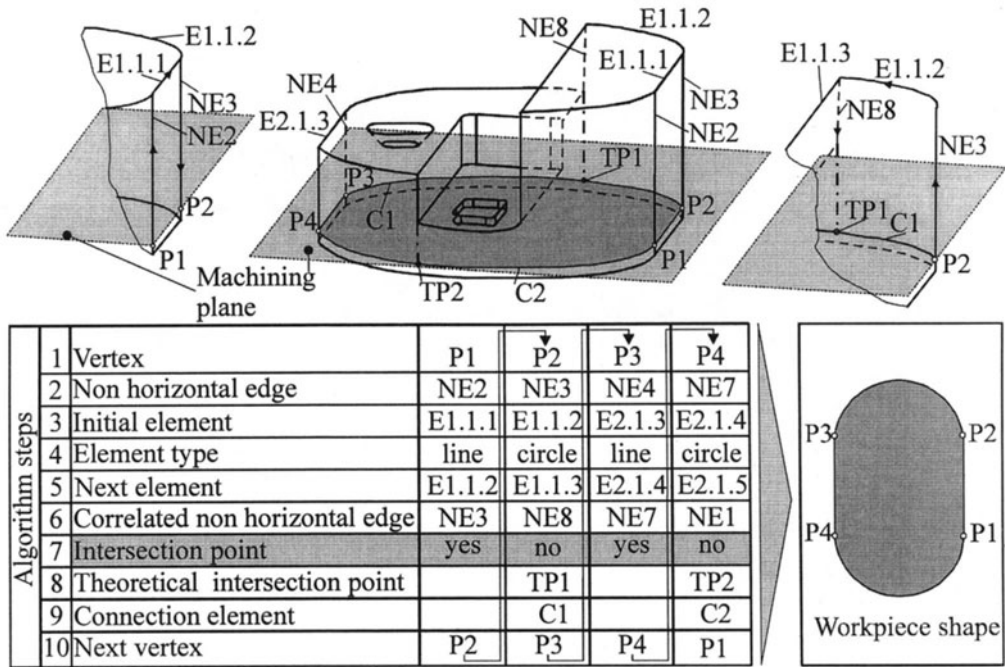 E1.1.2
E1.1.1
NE3
NE2
P2
P1
Machining
plane
NE8
E1.1.2
E1.1.1
NE4
NE3
NE2
E2.1.3
TP1
P3
P4
C1
P2
P1
TP2
C2
E1.1.3
E1.1.2
NE8
NE3
TP1
C1
P2
Algorithm steps
1 Vertex P1 P2 P3 P4
2 Non horizontal edge NE2 NE3 NE4 NE7
3 Initial element E1.1.1 E1.1.2 E2.1.3 E2.1.4
4 Element type line circle line circle
5 Next element E1.1.2 E1.1.3 E2.1.4 E2.1.5
6 Correlated non horizontal edge NE3 NE8 NE7 NE1
7 Intersection point yes no yes no
8 Theoretical intersection point TP1 TP2
9 Connection element C1 C2
10 Next vertex P2 P3 P4 P1
P3 P2
P4 P1
Workpiece shape